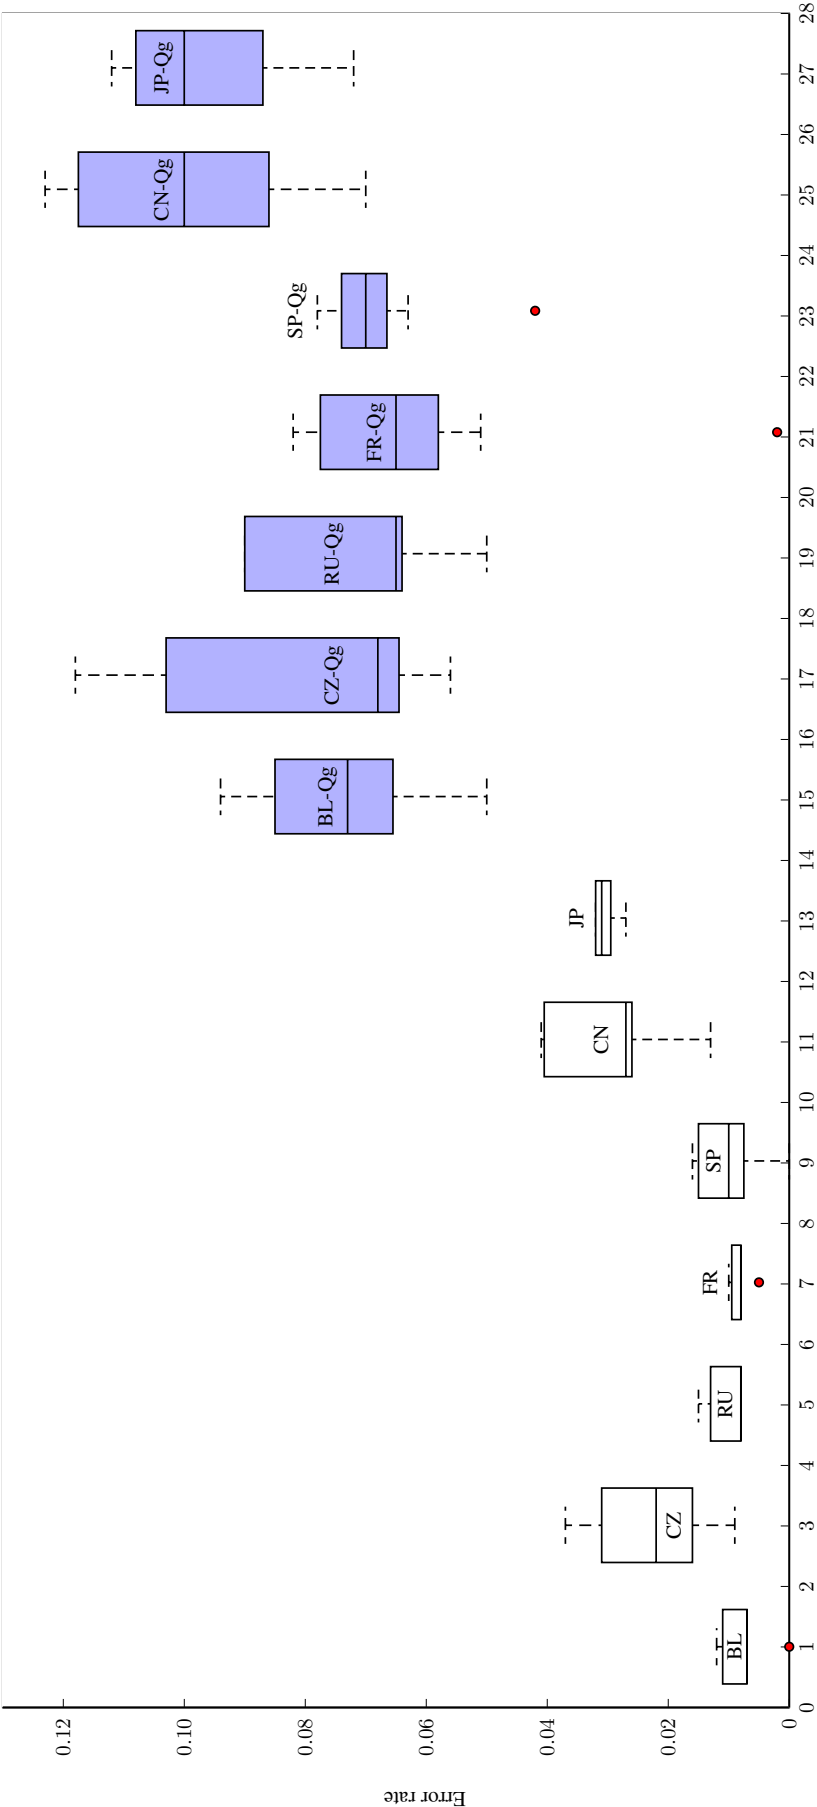 Error rate
0.12
0.10
0.08
0.06
0.04
0.02
0
BL
CZ
RU
FR
SP
CN
JP
BL-Qg
CZ-Qg
RU-Qg
FR-Qg
SP-Qg
CN-Qg
JP-Qg
0 1 2 3 4 5 6 7 8 9 10 11 12 13 14 15 16 17 18 19 20 21 22 23 24 25 26 27 28